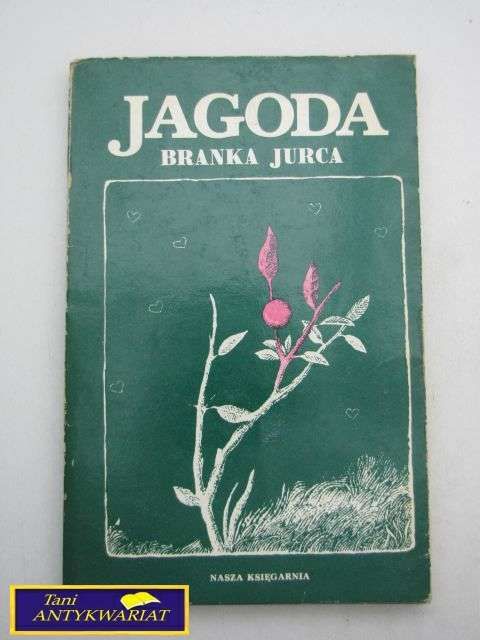 JAGODA
BRANKA JURCA
NASZA KSIĘGARNIA
Tani
ANTYKWARIAT